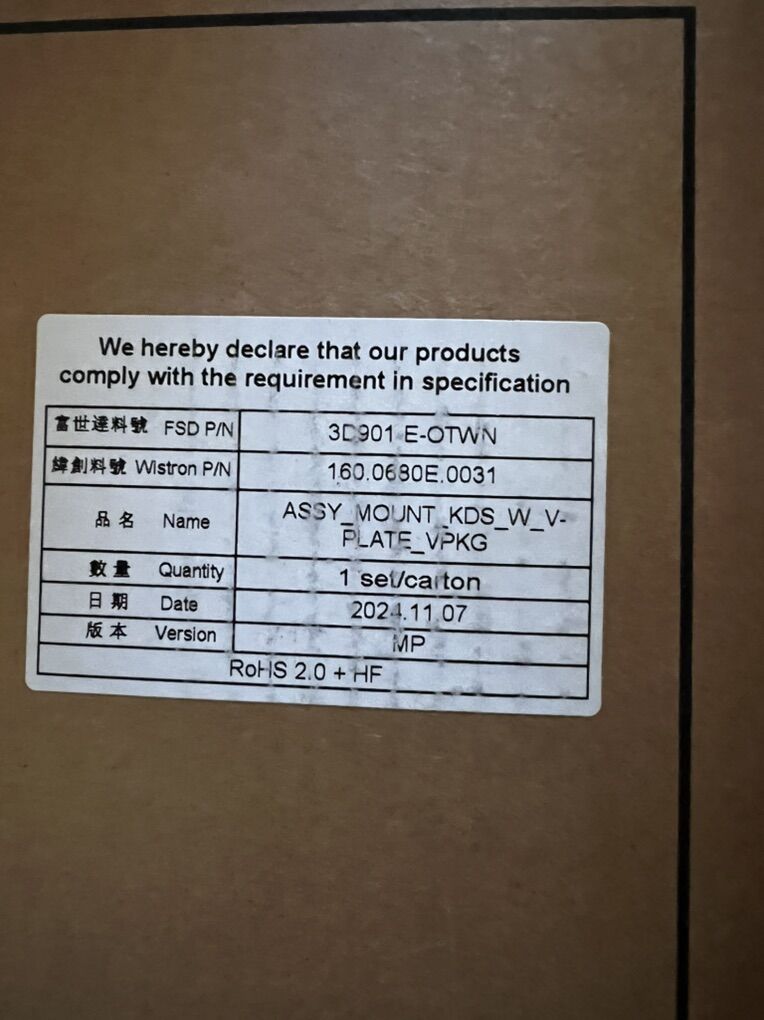 We hereby declare that our products
comply with the requirement in specification
富世達料號 FSD P/N 3D901 E-OTWN
緯創料號 Wistron P/N 160.0680E.0031
品名 Name ASSY_MOUNT_KDS_W_V-
PLATE_VPKG
數量 Quantity 1 set/carton
日期 Date 2024.11.07
版本 Version MP
RoHS 2.0 + HF